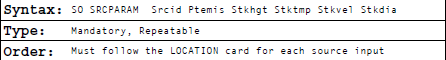 Syntax: SO SRCPARAM Srcid Ptemis Stkhgt Stktmp Stkvel Stkdia
Type: Mandatory, Repeatable
Order: Must follow the LOCATION card for each source input